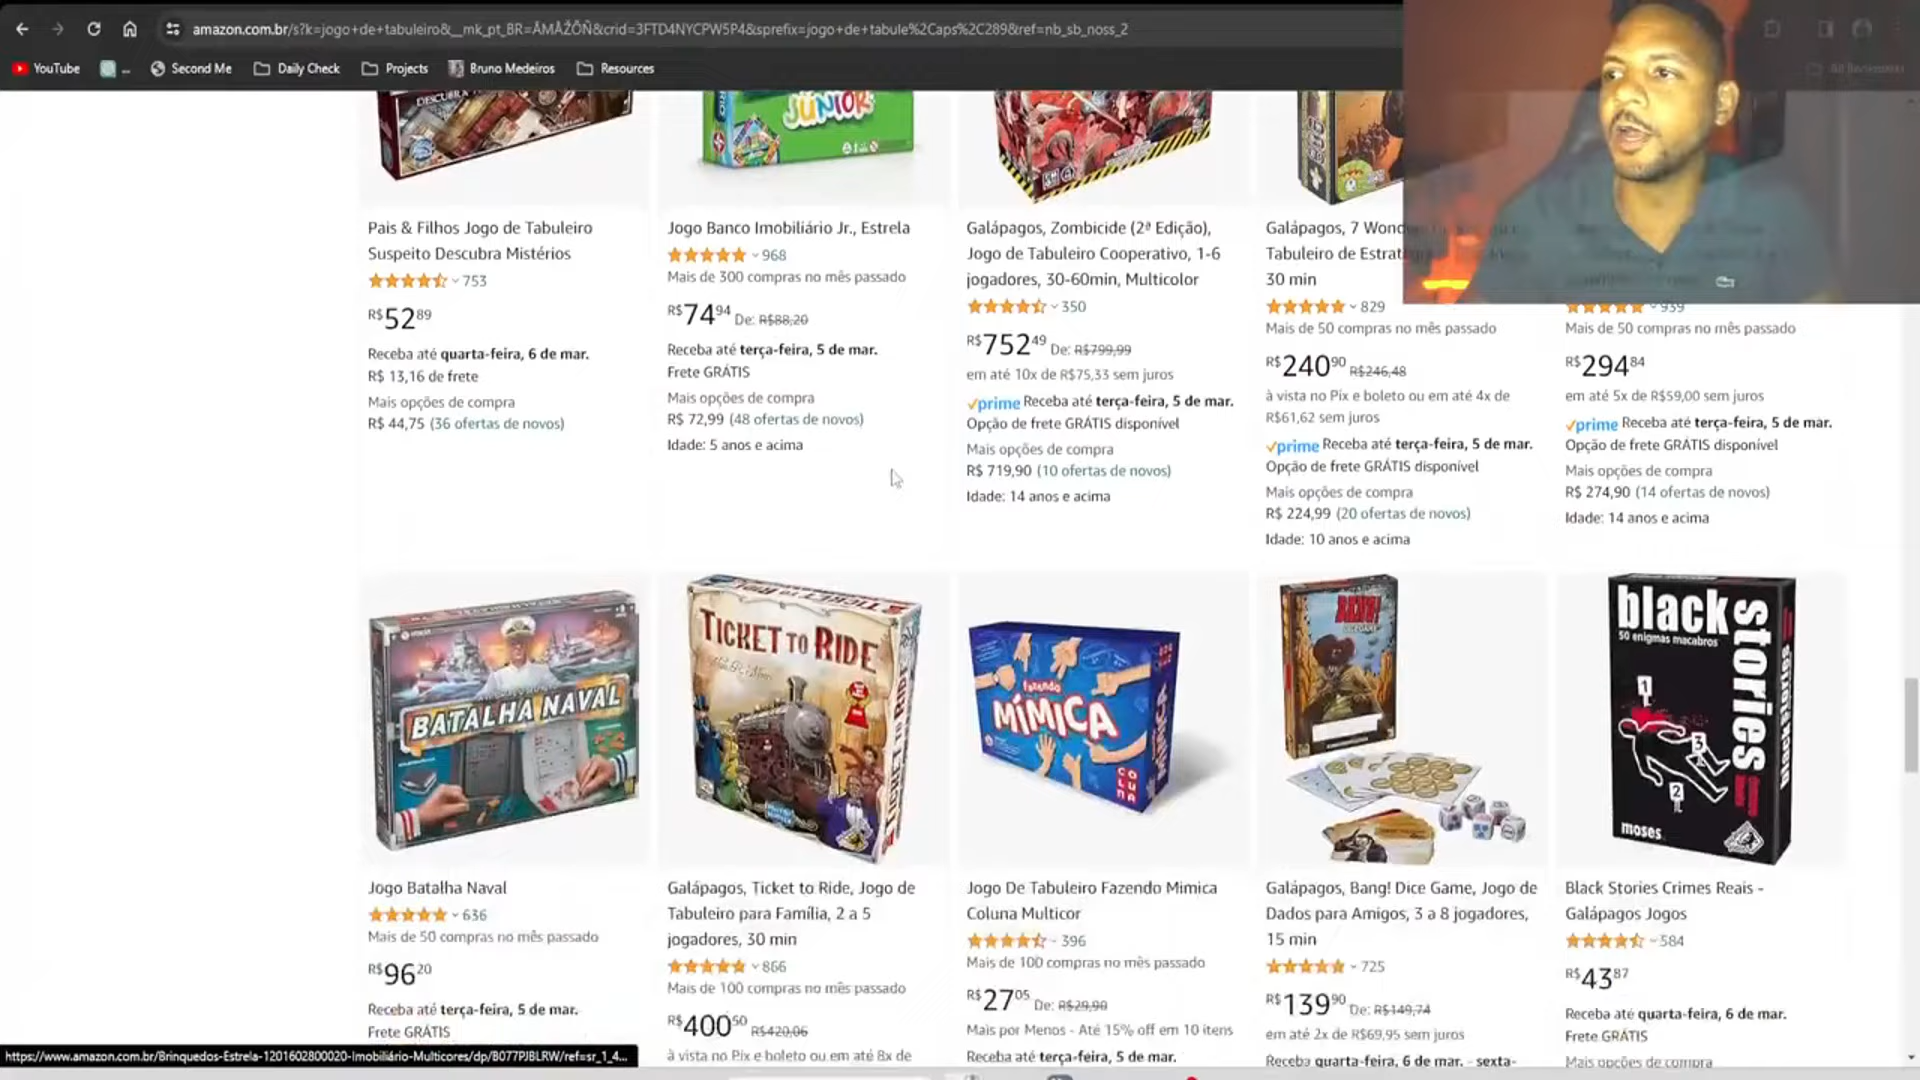 amazon.com.br/s?k=jogo+de+tabuleiro&__mk_pt_BR=ÅMÅŽÕÑ&crid=3FTD4NYCPW5P4&sprefix=jogo+de+tabule%2Caps%2C289&ref=nb_sb_noss_2
YouTube
...
Second Me
Daily Check
Projects
Bruno Medeiros
Resources
All Bookmarks
JÚNIOR
Pais & Filhos Jogo de Tabuleiro
Suspeito Descubra Mistérios
753
R$52 89
Receba até quarta-feira, 6 de mar.
R$ 13,16 de frete
Mais opções de compra
R$ 44,75 (36 ofertas de novos)
Jogo Banco Imobiliário Jr., Estrela
968
Mais de 300 compras no mês passado
R$74 94 De: R$88,20
Receba até terça-feira, 5 de mar.
Frete GRÁTIS
Mais opções de compra
R$ 72,99 (48 ofertas de novos)
Idade: 5 anos e acima
Galápagos, Zombicide (2ª Edição),
Jogo de Tabuleiro Cooperativo, 1-6
jogadores, 30-60min, Multicolor
350
R$752 49 De: R$799,99
em até 10x de R$75,33 sem juros
prime Receba até terça-feira, 5 de mar.
Opção de frete GRÁTIS disponível
Mais opções de compra
R$ 719,90 (10 ofertas de novos)
Idade: 14 anos e acima
Galápagos, 7 Wond
Tabuleiro de Estrat
30 min
829
Mais de 50 compras no mês passado
R$240 90 R$246,48
à vista no Pix e boleto ou em até 4x de
R$61,62 sem juros
prime Receba até terça-feira, 5 de mar.
Opção de frete GRÁTIS disponível
Mais opções de compra
R$ 224,99 (20 ofertas de novos)
Idade: 10 anos e acima
939
Mais de 50 compras no mês passado
R$294 84
em até 5x de R$59,00 sem juros
prime Receba até terça-feira, 5 de mar.
Opção de frete GRÁTIS disponível
Mais opções de compra
R$ 274,90 (14 ofertas de novos)
Idade: 14 anos e acima
BATALHA NAVAL
TICKET TO RIDE
TICKET TO RIDE
fazendo
MÍMICA
MÍMICA
COLUNA
BANG!
black
stories
50 enigmas macabros
1
3
2
moses
black stories
Jogo Batalha Naval
636
Mais de 50 compras no mês passado
R$96 20
Receba até terça-feira, 5 de mar.
Frete GRÁTIS
Galápagos, Ticket to Ride, Jogo de
Tabuleiro para Família, 2 a 5
jogadores, 30 min
866
Mais de 100 compras no mês passado
R$400 50 R$420,06
à vista no Pix e boleto ou em até 8x de
Jogo De Tabuleiro Fazendo Mimica
Coluna Multicor
396
Mais de 100 compras no mês passado
R$27 05 De: R$29,90
Mais por Menos - Até 15% off em 10 itens
Receba até terça-feira, 5 de mar.
Galápagos, Bang! Dice Game, Jogo de
Dados para Amigos, 3 a 8 jogadores,
15 min
725
R$139 90 De: R$149,74
em até 2x de R$69,95 sem juros
Receba quarta-feira, 6 de mar. - sexta-
Black Stories Crimes Reais -
Galápagos Jogos
584
R$43 87
Receba até quarta-feira, 6 de mar.
Frete GRÁTIS
Mais opções de compra
https://www.amazon.com.br/Brinquedos-Estrela-1201602800020-Imobiliário-Multicores/dp/B077PJBLRW/ref=sr_1_4...